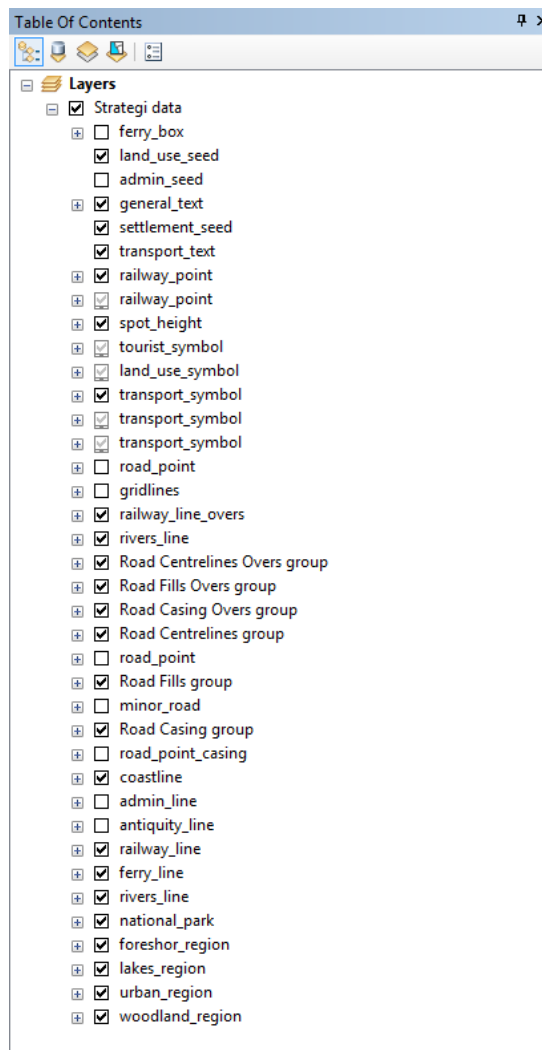 Table Of Contents
Layers
Strategi data
ferry_box
land_use_seed
admin_seed
general_text
settlement_seed
transport_text
railway_point
railway_point
spot_height
tourist_symbol
land_use_symbol
transport_symbol
transport_symbol
transport_symbol
road_point
gridlines
railway_line_overs
rivers_line
Road Centrelines Overs group
Road Fills Overs group
Road Casing Overs group
Road Centrelines group
road_point
Road Fills group
minor_road
Road Casing group
road_point_casing
coastline
admin_line
antiquity_line
railway_line
ferry_line
rivers_line
national_park
foreshor_region
lakes_region
urban_region
woodland_region